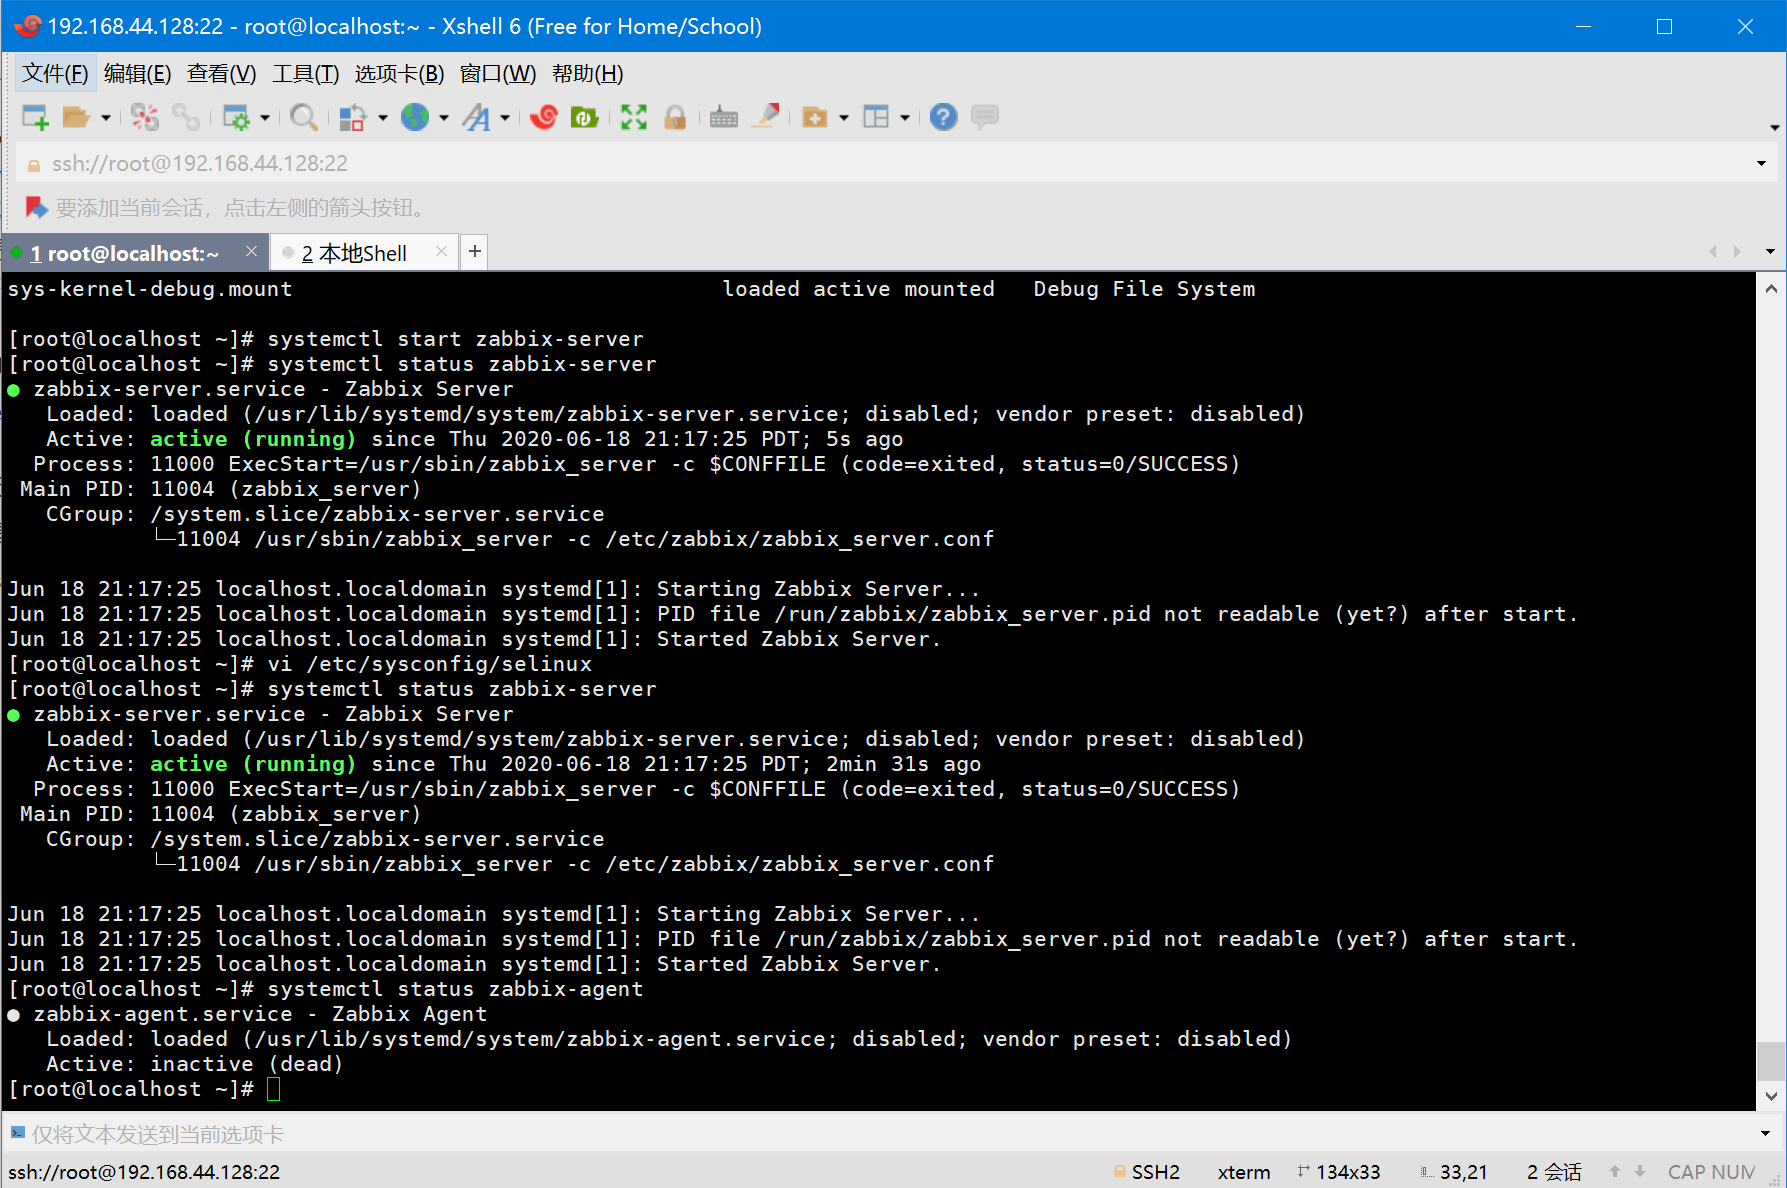 192.168.44.128:22 - root@localhost:~ - Xshell 6 (Free for Home/School)
文件(F) 编辑(E) 查看(V) 工具(T) 选项卡(B) 窗口(W) 帮助(H)
ssh://root@192.168.44.128:22
要添加当前会话，点击左侧的箭头按钮。
1 root@localhost:~ × 2 本地Shell × +
sys-kernel-debug.mount loaded active mounted Debug File System
[root@localhost ~]# systemctl start zabbix-server
[root@localhost ~]# systemctl status zabbix-server
● zabbix-server.service - Zabbix Server
Loaded: loaded (/usr/lib/systemd/system/zabbix-server.service; disabled; vendor preset: disabled)
Active: active (running) since Thu 2020-06-18 21:17:25 PDT; 5s ago
Process: 11000 ExecStart=/usr/sbin/zabbix_server -c $CONFFILE (code=exited, status=0/SUCCESS)
Main PID: 11004 (zabbix_server)
CGroup: /system.slice/zabbix-server.service
└─11004 /usr/sbin/zabbix_server -c /etc/zabbix/zabbix_server.conf
Jun 18 21:17:25 localhost.localdomain systemd[1]: Starting Zabbix Server...
Jun 18 21:17:25 localhost.localdomain systemd[1]: PID file /run/zabbix/zabbix_server.pid not readable (yet?) after start.
Jun 18 21:17:25 localhost.localdomain systemd[1]: Started Zabbix Server.
[root@localhost ~]# vi /etc/sysconfig/selinux
[root@localhost ~]# systemctl status zabbix-server
● zabbix-server.service - Zabbix Server
Loaded: loaded (/usr/lib/systemd/system/zabbix-server.service; disabled; vendor preset: disabled)
Active: active (running) since Thu 2020-06-18 21:17:25 PDT; 2min 31s ago
Process: 11000 ExecStart=/usr/sbin/zabbix_server -c $CONFFILE (code=exited, status=0/SUCCESS)
Main PID: 11004 (zabbix_server)
CGroup: /system.slice/zabbix-server.service
└─11004 /usr/sbin/zabbix_server -c /etc/zabbix/zabbix_server.conf
Jun 18 21:17:25 localhost.localdomain systemd[1]: Starting Zabbix Server...
Jun 18 21:17:25 localhost.localdomain systemd[1]: PID file /run/zabbix/zabbix_server.pid not readable (yet?) after start.
Jun 18 21:17:25 localhost.localdomain systemd[1]: Started Zabbix Server.
[root@localhost ~]# systemctl status zabbix-agent
● zabbix-agent.service - Zabbix Agent
Loaded: loaded (/usr/lib/systemd/system/zabbix-agent.service; disabled; vendor preset: disabled)
Active: inactive (dead)
[root@localhost ~]#
仅将文本发送到当前选项卡
ssh://root@192.168.44.128:22 SSH2 xterm 134x33 33,21 2 会话 CAP NUM